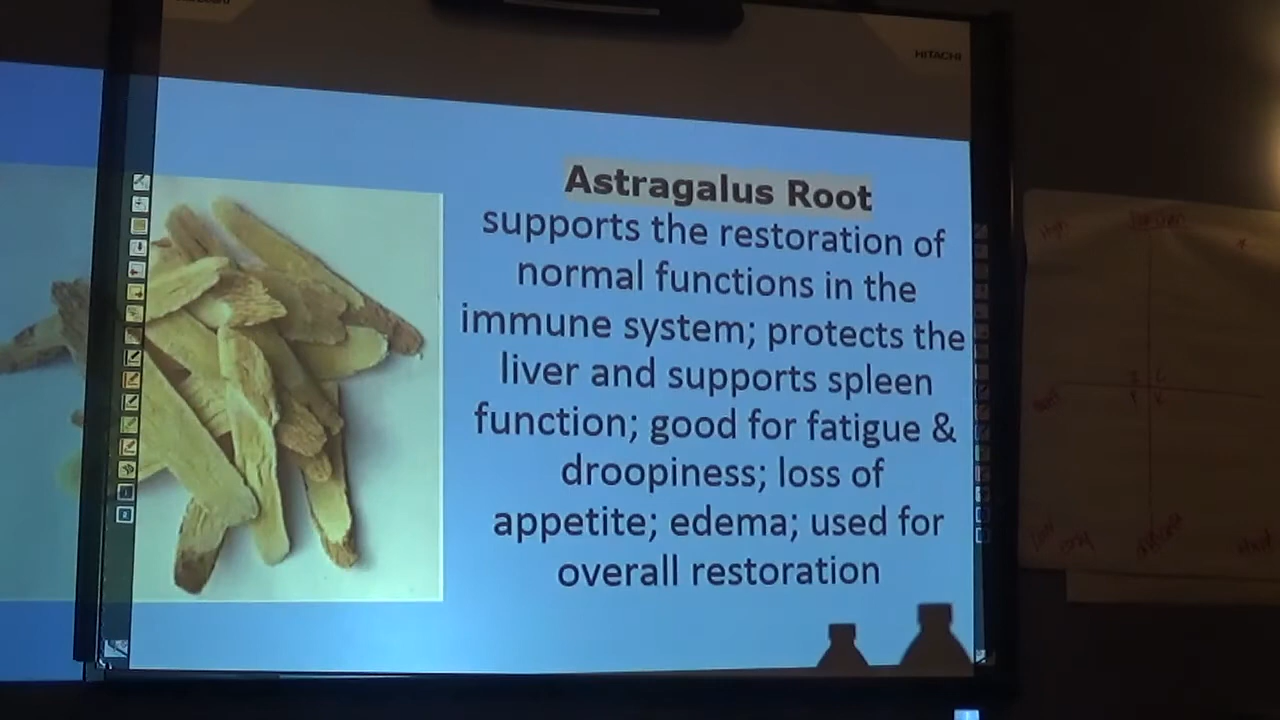 HITACHI
Astragalus Root
supports the restoration of
normal functions in the
immune system; protects the
liver and supports spleen
function; good for fatigue &
droopiness; loss of
appetite; edema; used for
overall restoration